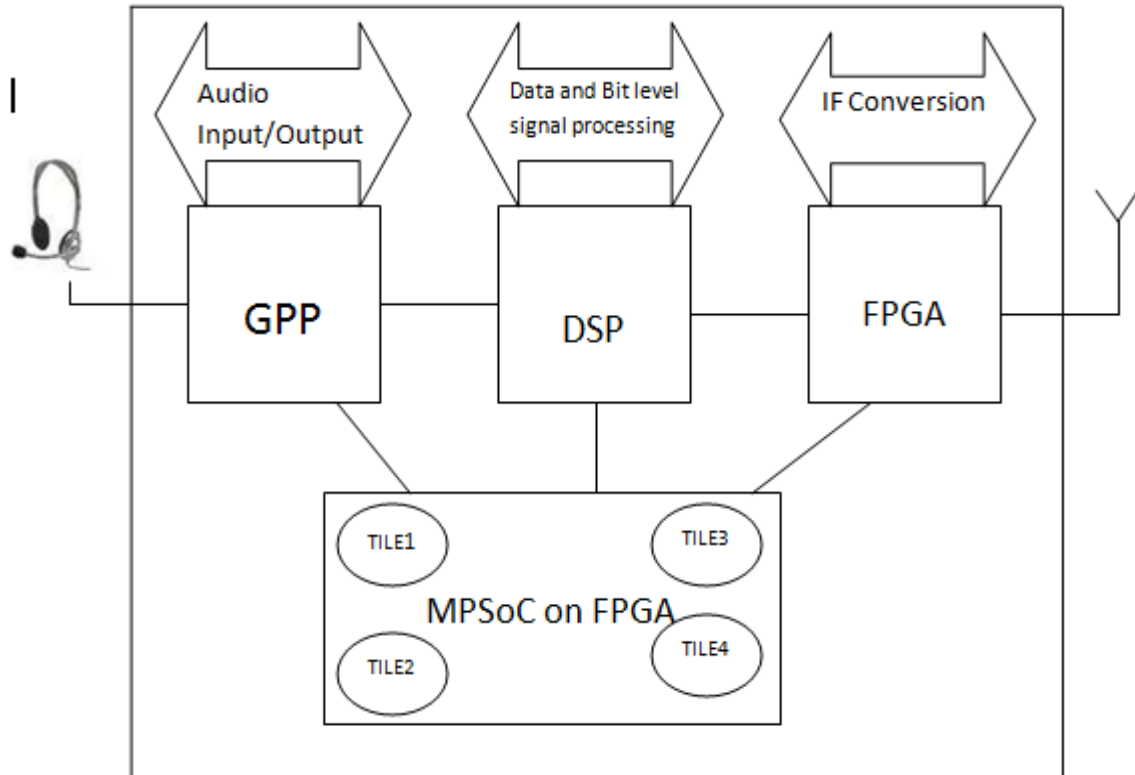 Audio
Input/Output
Data and Bit level
signal processing
IF Conversion
GPP
DSP
FPGA
TILE1
TILE3
MPSoC on FPGA
TILE2
TILE4